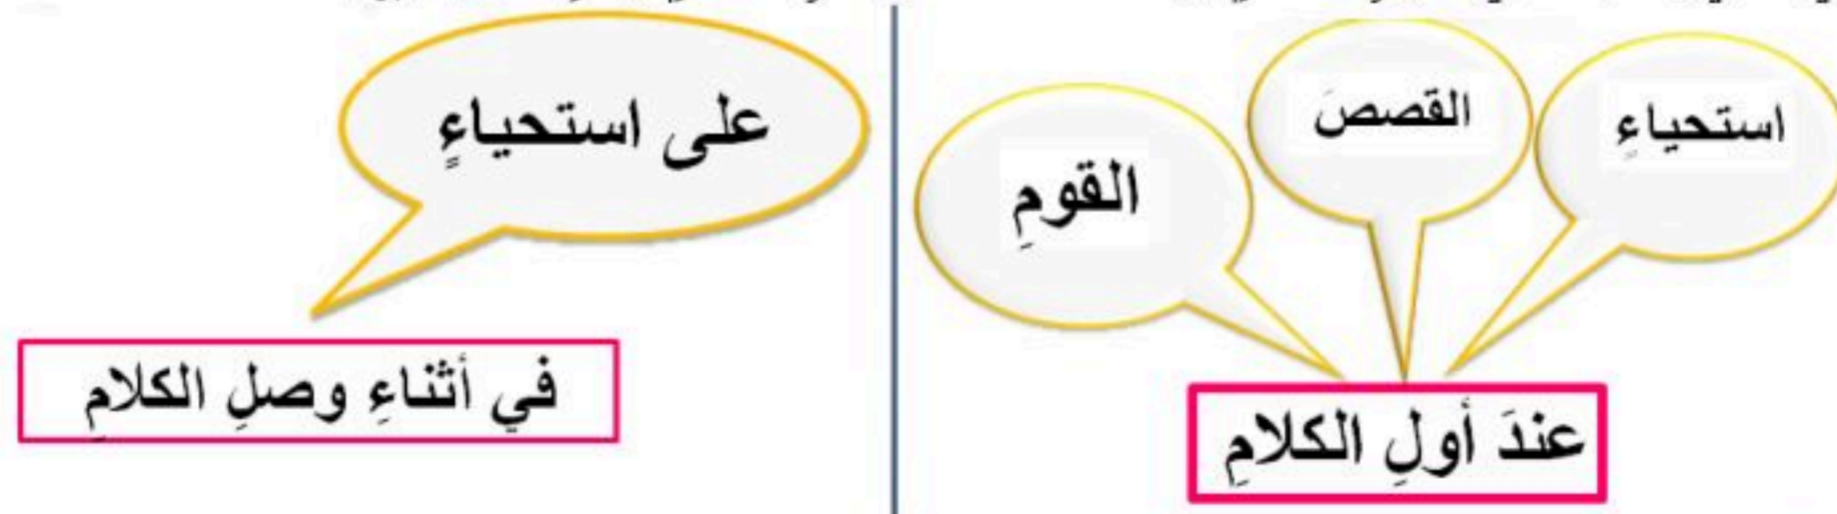 استحياءِ
القصصَ
القومِ
عندَ أولِ الكلامِ
على استحياءٍ
في أثناءِ وصلِ الكلامِ